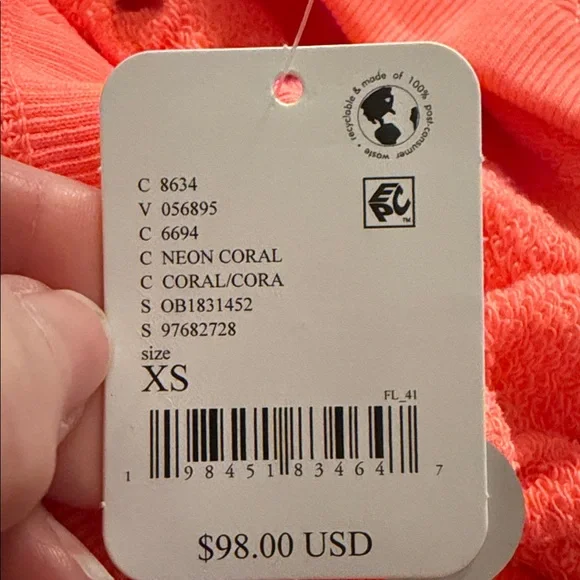 recyclable & made of 100% post-consumer waste •
EPC™
C 8634
V 056895
C 6694
C NEON CORAL
C CORAL/CORA
S OB1831452
S 97682728
size
XS
FL_41
1 98451 83464 7
$98.00 USD